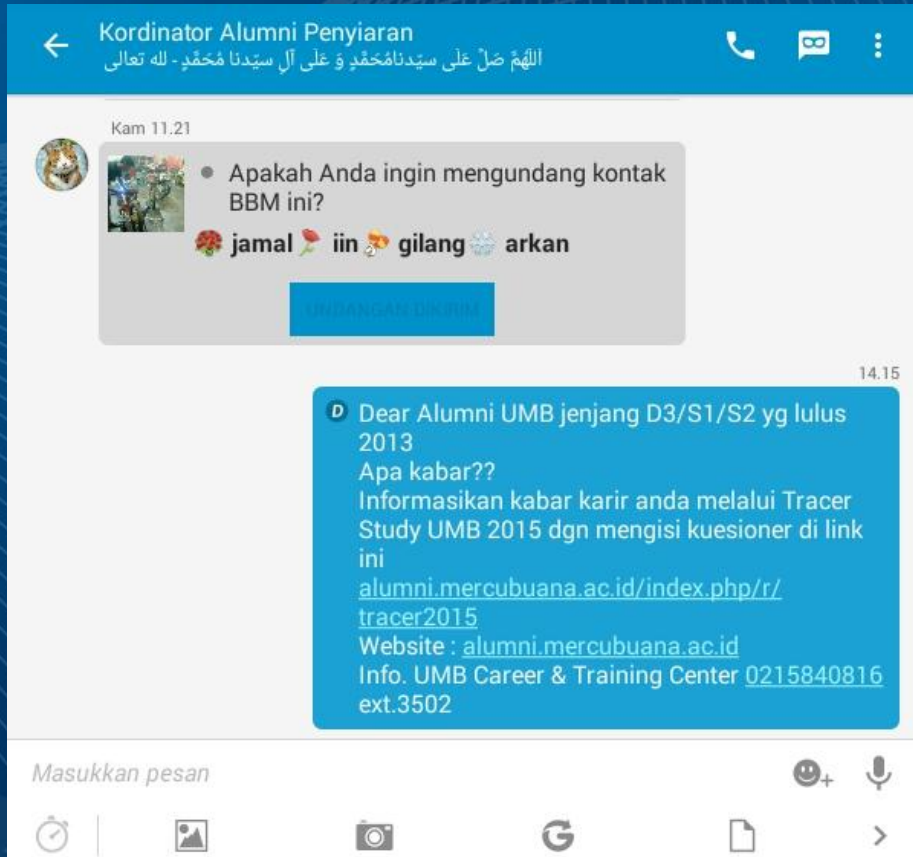 Kordinator Alumni Penyiaran
اللَّهُمَّ صَلِّ عَلَى سيّدنامُحَمَّدٍ وَ عَلَى آلِ سيّدنا مُحَمَّدٍ - لله تعالى
Kam 11.21
Apakah Anda ingin mengundang kontak
BBM ini?
jamal iin gilang arkan
UNDANGAN DIKIRIM
14.15
D Dear Alumni UMB jenjang D3/S1/S2 yg lulus
2013
Apa kabar??
Informasikan kabar karir anda melalui Tracer
Study UMB 2015 dgn mengisi kuesioner di link
ini
alumni.mercubuana.ac.id/index.php/r/
tracer2015
Website : alumni.mercubuana.ac.id
Info. UMB Career & Training Center 0215840816
ext.3502
Masukkan pesan